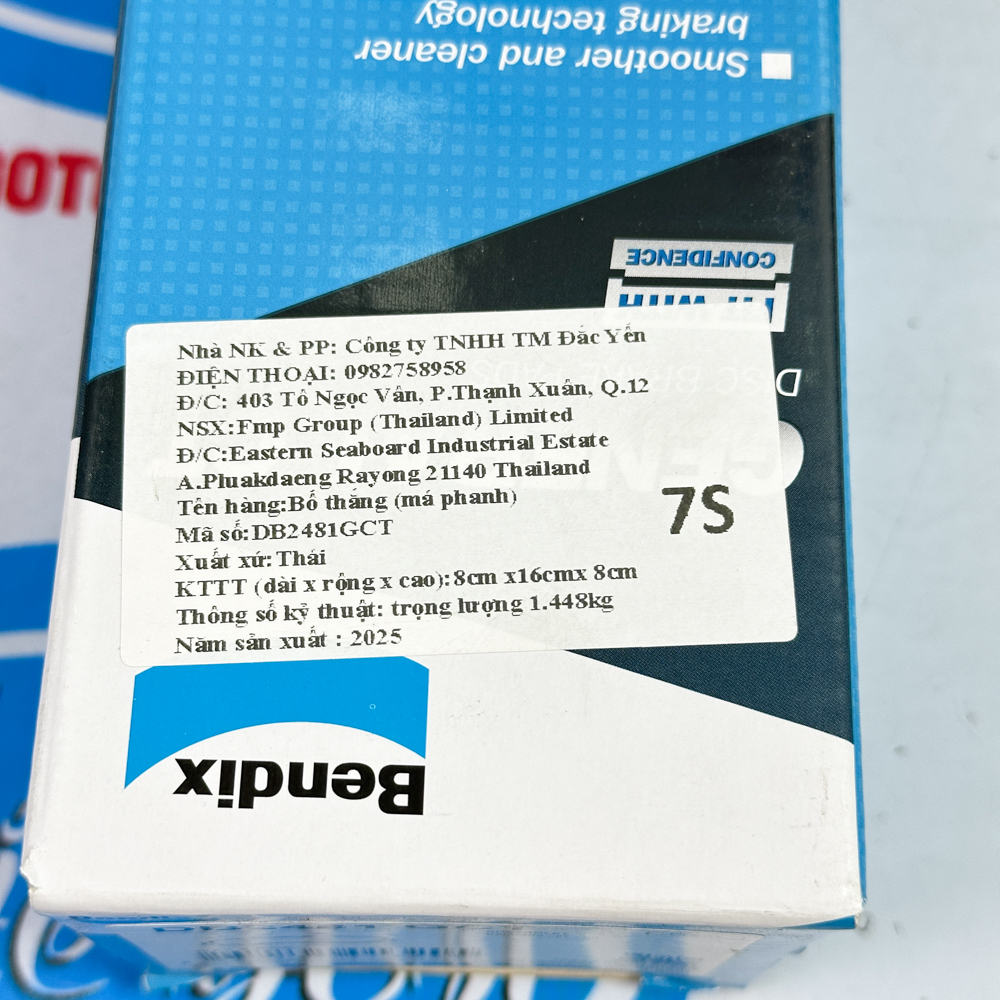 Smoother and cleaner
braking technology
CONFIDENCE
Nhà NK & PP: Công ty TNHH TM Đắc Yến
ĐIỆN THOẠI: 0982758958
Đ/C: 403 Tô Ngọc Vân, P.Thạnh Xuân, Q.12
NSX:Fmp Group (Thailand) Limited
Đ/C:Eastern Seaboard Industrial Estate
A.Pluakdaeng Rayong 21140 Thailand
Tên hàng:Bố thắng (má phanh)
Mã số:DB2481GCT
Xuất xứ: Thái
KTTT (dài x rộng x cao):8cm x16cmx 8cm
Thông số kỷ thuật: trọng lượng 1.448kg
Năm sản xuất : 2025
7S
Bendix